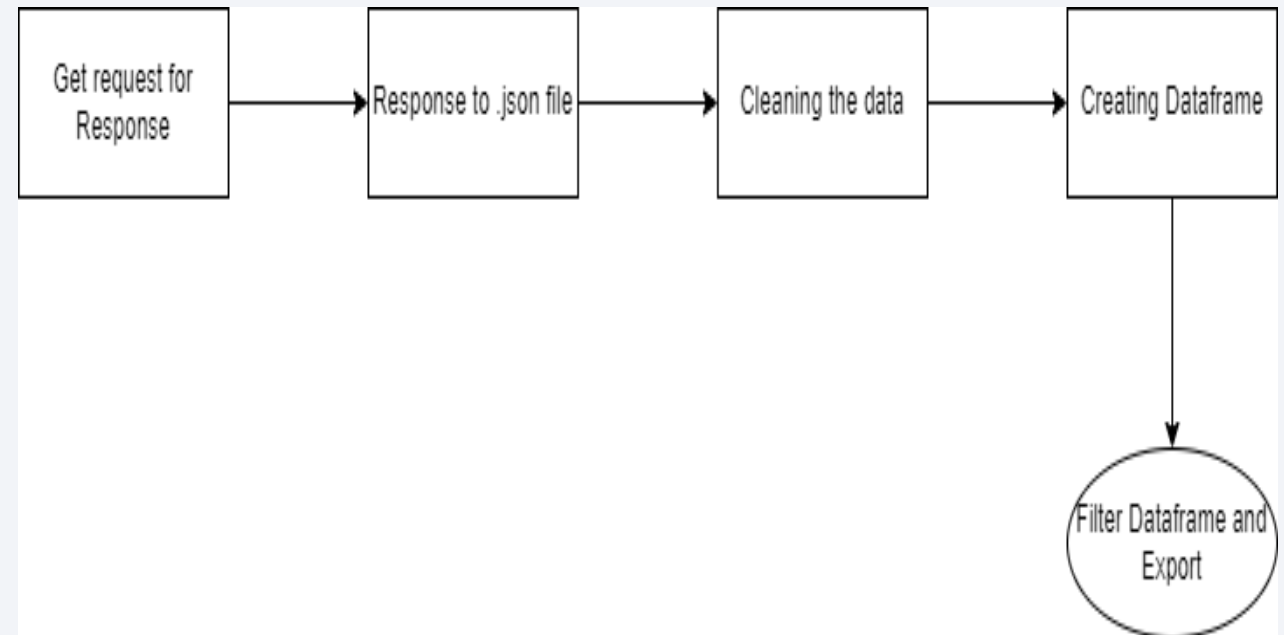 Get request for
Response
Response to .json file
Cleaning the data
Creating Dataframe
Filter Dataframe and
Export